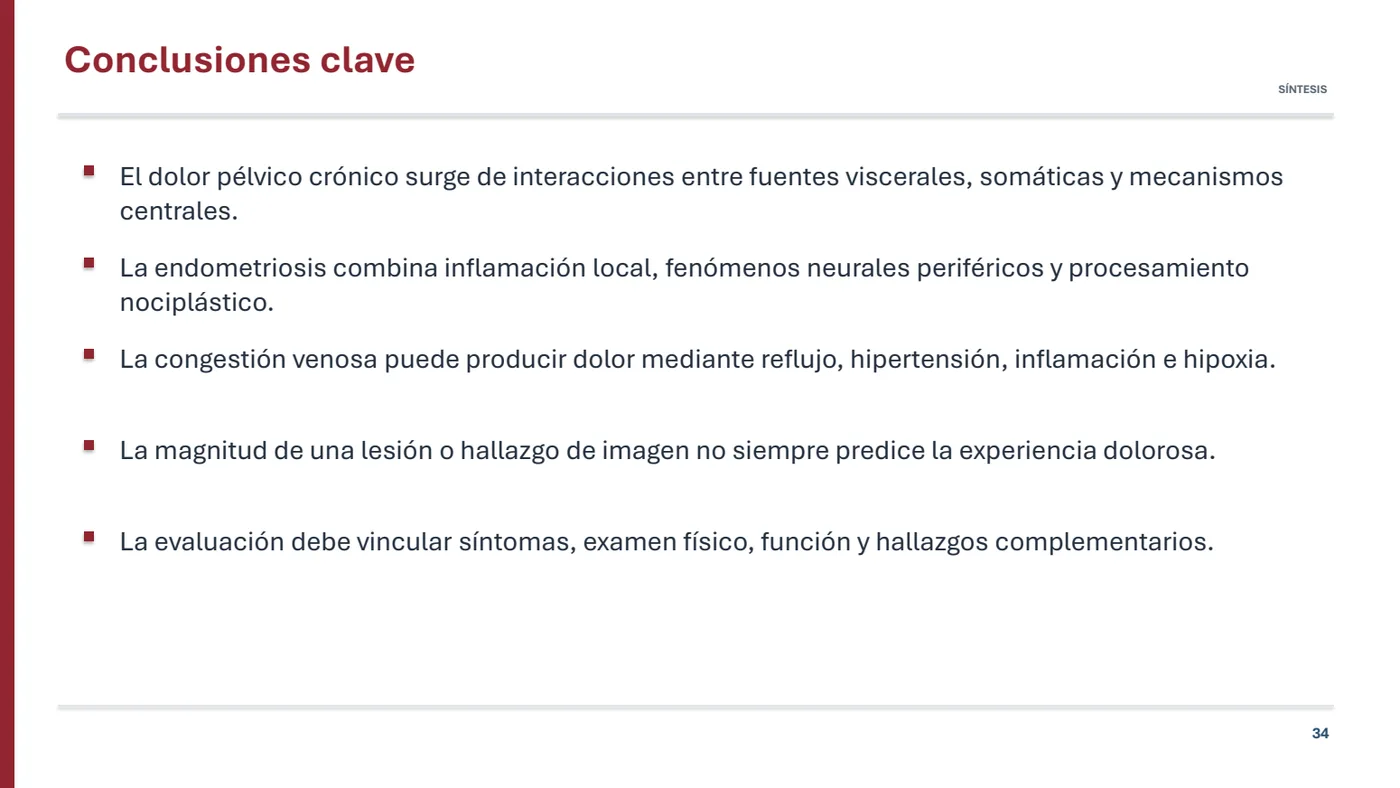 Conclusiones clave
SÍNTESIS
El dolor pélvico crónico surge de interacciones entre fuentes viscerales, somáticas y mecanismos
centrales.
La endometriosis combina inflamación local, fenómenos neurales periféricos y procesamiento
nociplástico.
La congestión venosa puede producir dolor mediante reflujo, hipertensión, inflamación e hipoxia.
La magnitud de una lesión o hallazgo de imagen no siempre predice la experiencia dolorosa.
La evaluación debe vincular síntomas, examen físico, función y hallazgos complementarios.
34